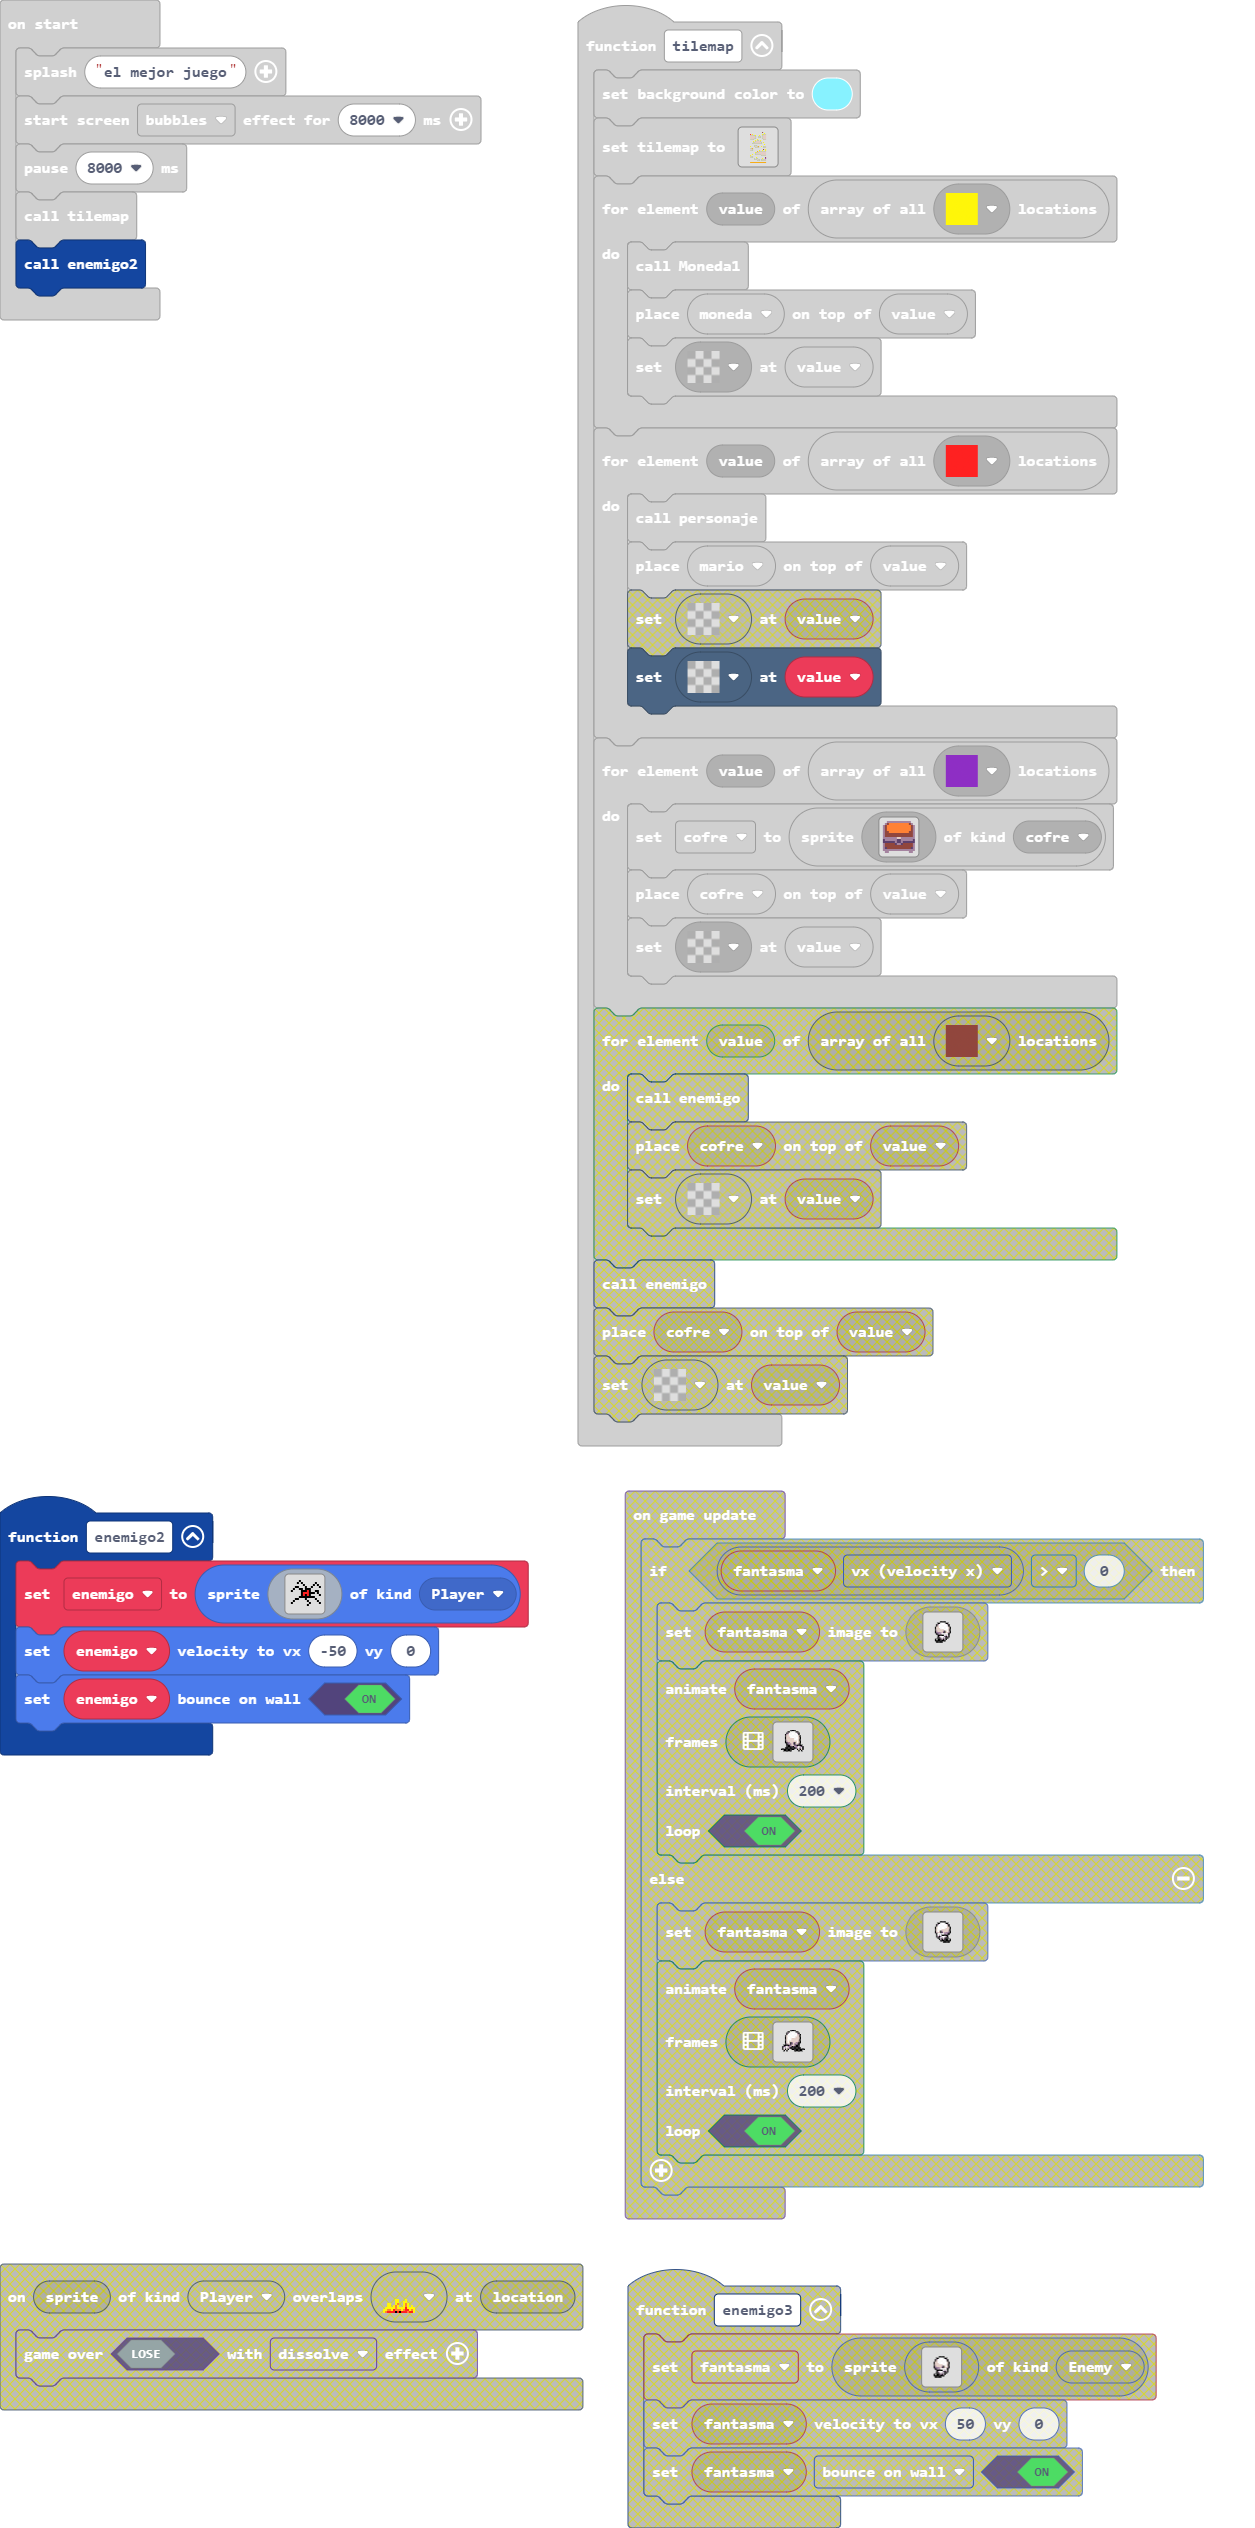 on start
splash "el mejor juego"
start screen bubbles effect for 8000 ms
pause 8000 ms
call tilemap
call enemigo2
function tilemap
set background color to
set tilemap to
for element value of array of all locations
do
call Moneda1
place moneda on top of value
set at value
for element value of array of all locations
do
call personaje
place mario on top of value
set at value
set at value
for element value of array of all locations
do
set cofre to sprite of kind cofre
place cofre on top of value
set at value
for element value of array of all locations
do
call enemigo
place cofre on top of value
set at value
call enemigo
place cofre on top of value
set at value
function enemigo2
set enemigo to sprite of kind Player
set enemigo velocity to vx -50 vy 0
set enemigo bounce on wall ON
on game update
if fantasma vx (velocity x) > 0 then
set fantasma image to
animate fantasma
frames
interval (ms) 200
loop ON
else
set fantasma image to
animate fantasma
frames
interval (ms) 200
loop ON
on sprite of kind Player overlaps at location
game over LOSE with dissolve effect
function enemigo3
set fantasma to sprite of kind Enemy
set fantasma velocity to vx 50 vy 0
set fantasma bounce on wall ON